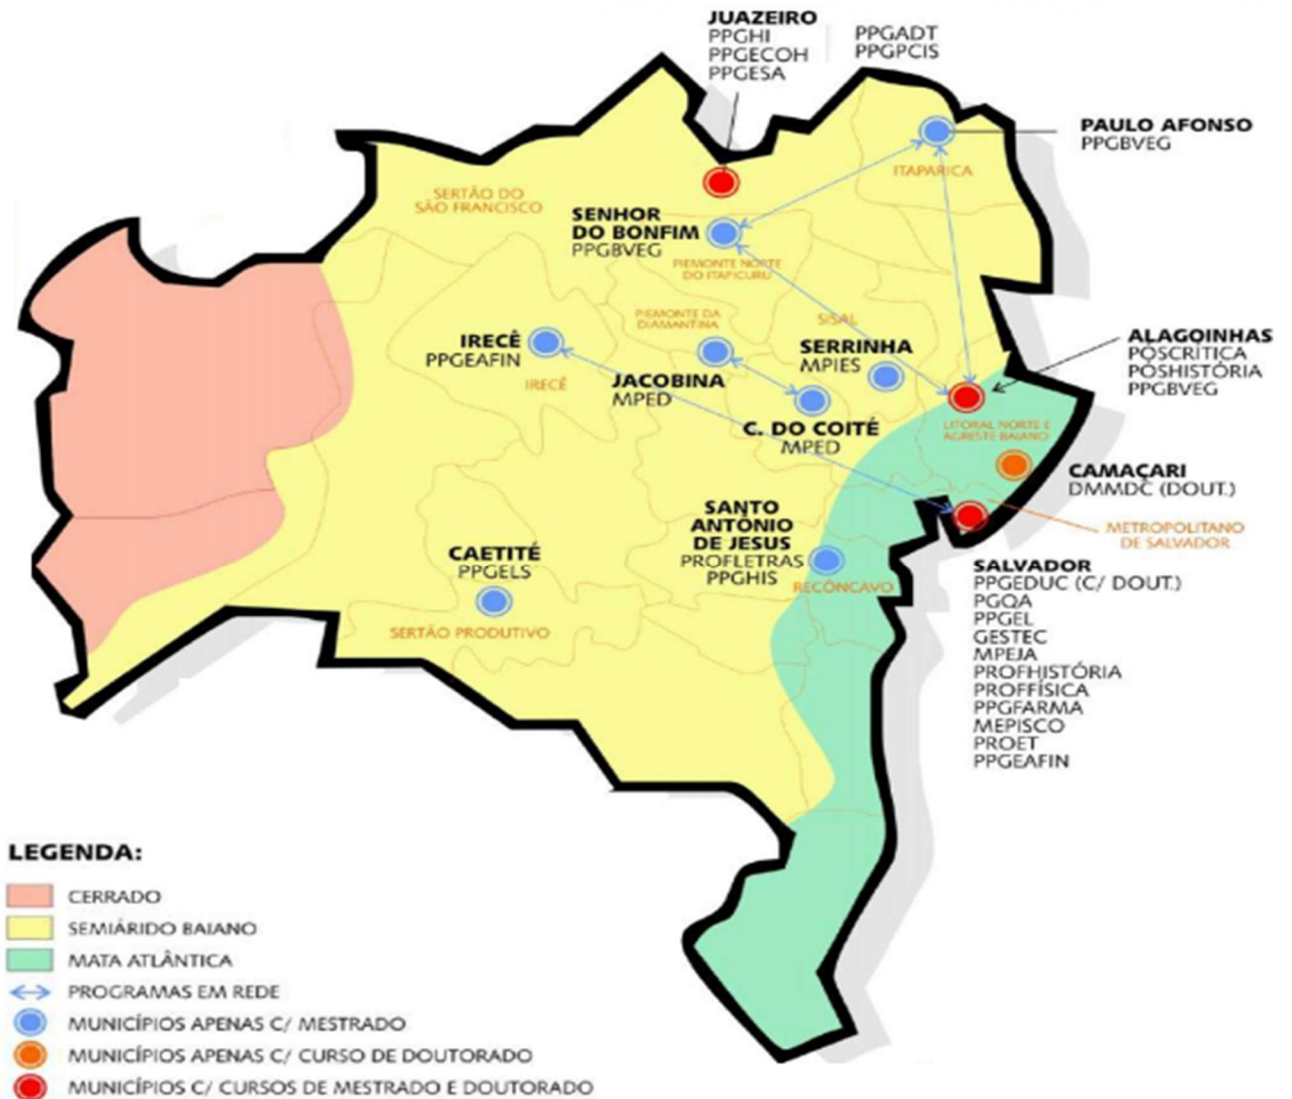 JUAZEIRO
PPGHI
PPGECOH
PPGESA
PPGADT
PPGPCIS
PAULO AFONSO
PPGBVEG
ITAPARICA
SERTÃO DO
SÃO FRANCISCO
SENHOR
DO BONFIM
PPGBVEG
PIEMONTE NORTE
DO ITAPICURU
PIEMONTE DA
DIAMANTINA
SISAL
IRECÊ
PPGEAFIN
IRECÊ
JACOBINA
MPED
SERRINHA
MPIES
C. DO COITÉ
MPED
ALAGOINHAS
PÓSCRÍTICA
PÓSHISTÓRIA
PPGBVEG
LITORAL NORTE E
AGRESTE BAIANO
CAMAÇARI
DMMDC (DOUT.)
METROPOLITANO
DE SALVADOR
SANTO
ANTÔNIO
DE JESUS
PROFLETRAS
PPGHIS
RECÔNCAVO
CAETITÉ
PPGELS
SERTÃO PRODUTIVO
SALVADOR
PPGEDUC (C/ DOUT.)
PGQA
PPGEL
GESTEC
MPEJA
PROFHISTÓRIA
PROFFÍSICA
PPGFARMA
MEPISCO
PROET
PPGEAFIN
LEGENDA:
CERRADO
SEMIÁRIDO BAIANO
MATA ATLÂNTICA
PROGRAMAS EM REDE
MUNICÍPIOS APENAS C/ MESTRADO
MUNICÍPIOS APENAS C/ CURSO DE DOUTORADO
MUNICÍPIOS C/ CURSOS DE MESTRADO E DOUTORADO